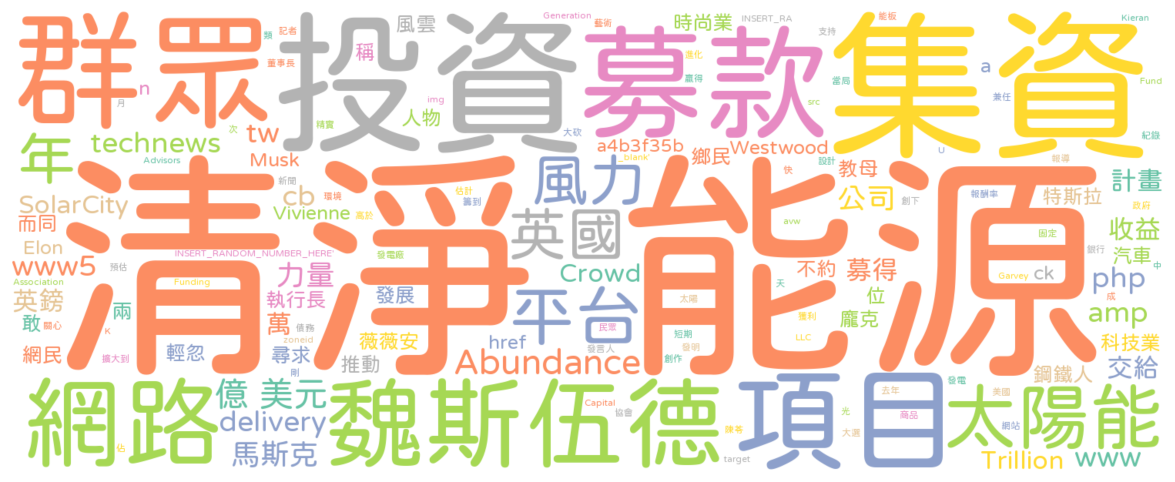 群眾
投資
募款
集資
風雲
稱
Generation
藝術
時尚業
INSERT_RA
能板
支持
Kieran
類
記者
董事長
n
人物
img
進化
贏得
src
當局
a
兼任
Fund
紀錄
月
次
精實
大砍
年
technews
tw
a4b3f35b
Westwood
U
Advisors
Musk
_blank'
鄉民
設計
快
教母
報導
計畫
清淨能源
風力
新聞
環境
cb
估計
籌到
高於
SolarCity
Vivienne
公司
報酬率
創下
特斯拉
政府
而同
英國
avw
收益
固定
Elon
INSERT_RANDOM_NUMBER_HERE'
發電廠
www5
預估
力量
Crowd
不約
募得
Garvey
ck
銀行
汽車
中
php
Association
Funding
執行長
發展
平台
太陽
天
位
成
英鎊
兩
萬
債務
獲利
龐克
amp
敢
關心
K
zoneid
薇薇安
href
民眾
發言人
短期
發明
LLC
科技業
網民
擴大到
輕忽
剛
尋求
推動
Abundance
創作
鋼鐵人
交給
網路
億
美元
魏斯伍德
項目
去年
發電
美國
太陽能
delivery
Capital
協會
陳苓
光
大選
商品
網站
佔
馬斯克
target
Trillion
www